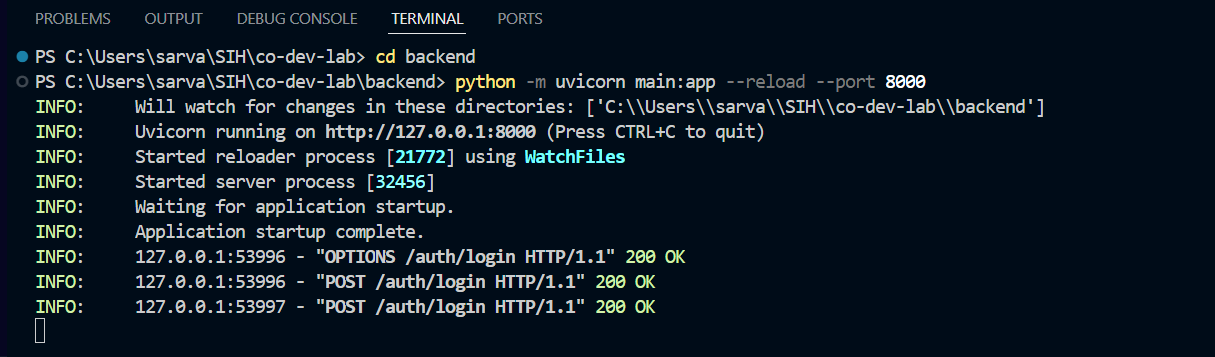 PROBLEMS OUTPUT DEBUG CONSOLE TERMINAL PORTS
PS C:\Users\sarva\SIH\co-dev-lab> cd backend
PS C:\Users\sarva\SIH\co-dev-lab\backend> python -m uvicorn main:app --reload --port 8000
INFO:     Will watch for changes in these directories: ['C:\\Users\\sarva\\SIH\\co-dev-lab\\backend']
INFO:     Uvicorn running on http://127.0.0.1:8000 (Press CTRL+C to quit)
INFO:     Started reloader process [21772] using WatchFiles
INFO:     Started server process [32456]
INFO:     Waiting for application startup.
INFO:     Application startup complete.
INFO:     127.0.0.1:53996 - "OPTIONS /auth/login HTTP/1.1" 200 OK
INFO:     127.0.0.1:53996 - "POST /auth/login HTTP/1.1" 200 OK
INFO:     127.0.0.1:53997 - "POST /auth/login HTTP/1.1" 200 OK